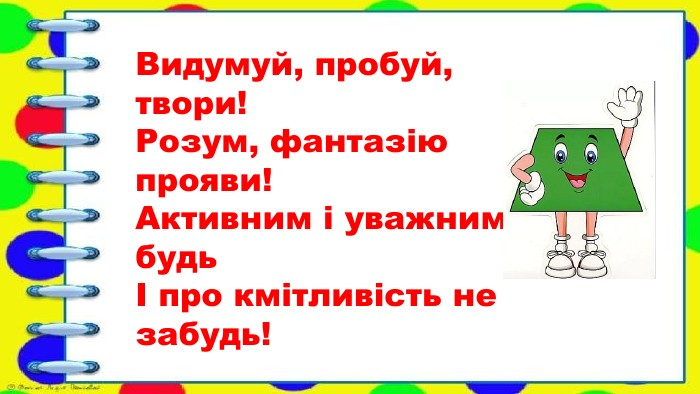 Видумуй, пробуй,
твори!
Розум, фантазію
прояви!
Активним і уважним
будь
І про кмітливість не
забудь!